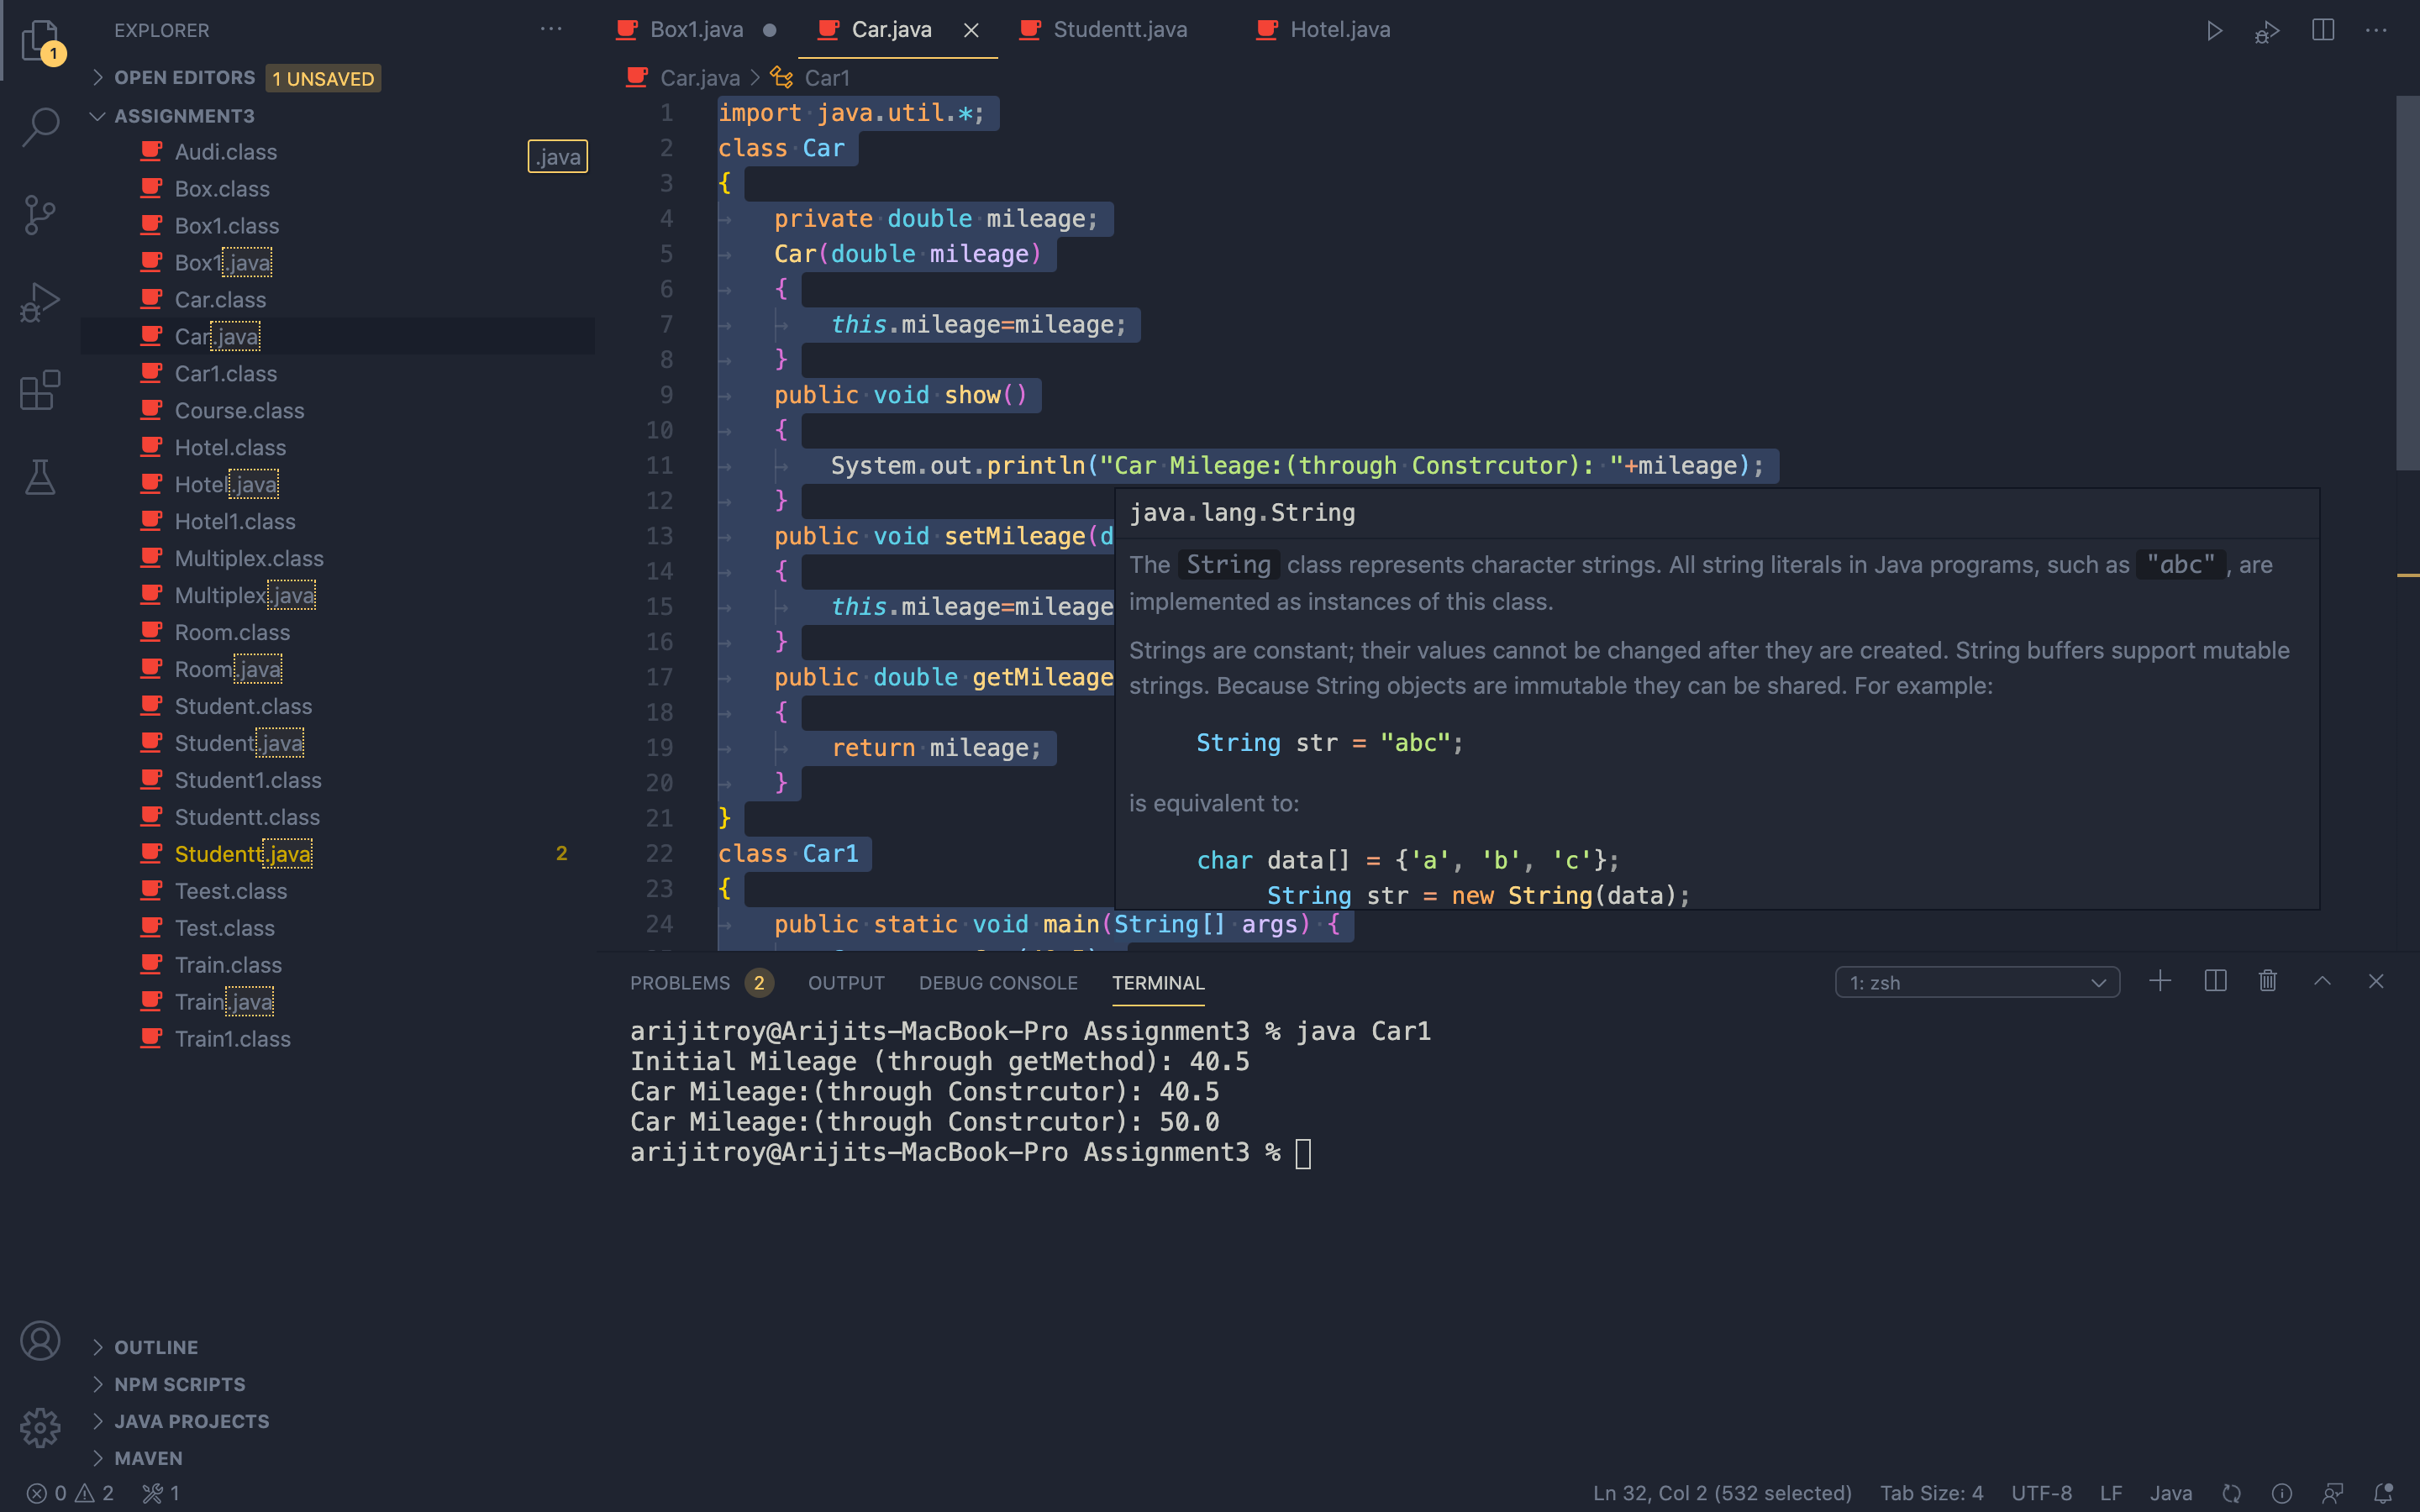 EXPLORER
1
OPEN EDITORS 1 UNSAVED
ASSIGNMENT3
Audi.class
.java
Box.class
Box1.class
Box1.java
Car.class
Car.java
Car1.class
Course.class
Hotel.class
Hotel.java
Hotel1.class
Multiplex.class
Multiplex.java
Room.class
Room.java
Student.class
Student.java
Student1.class
Studentt.class
Studentt.java 2
Teest.class
Test.class
Train.class
Train.java
Train1.class
OUTLINE
NPM SCRIPTS
JAVA PROJECTS
MAVEN
Box1.java Car.java Studentt.java Hotel.java
Car.java > Car1
1 import java.util.*;
2 class Car
3 {
4 private double mileage;
5 Car(double mileage)
6 {
7 this.mileage=mileage;
8 }
9 public void show()
10 {
11 System.out.println("Car Mileage:(through Constrcutor): "+mileage);
12 }
13 public void setMileage(d
14 {
15 this.mileage=mileage
16 }
17 public double getMileage
18 {
19 return mileage;
20 }
21 }
22 class Car1
23 {
24 public static void main(String[] args) {
java.lang.String
The String class represents character strings. All string literals in Java programs, such as "abc", are
implemented as instances of this class.
Strings are constant; their values cannot be changed after they are created. String buffers support mutable
strings. Because String objects are immutable they can be shared. For example:
String str = "abc";
is equivalent to:
char data[] = {'a', 'b', 'c'};
String str = new String(data);
PROBLEMS 2 OUTPUT DEBUG CONSOLE TERMINAL 1: zsh
arijitroy@Arijits-MacBook-Pro Assignment3 % java Car1
Initial Mileage (through getMethod): 40.5
Car Mileage:(through Constrcutor): 40.5
Car Mileage:(through Constrcutor): 50.0
arijitroy@Arijits-MacBook-Pro Assignment3 %
0 2 1 Ln 32, Col 2 (532 selected) Tab Size: 4 UTF-8 LF Java